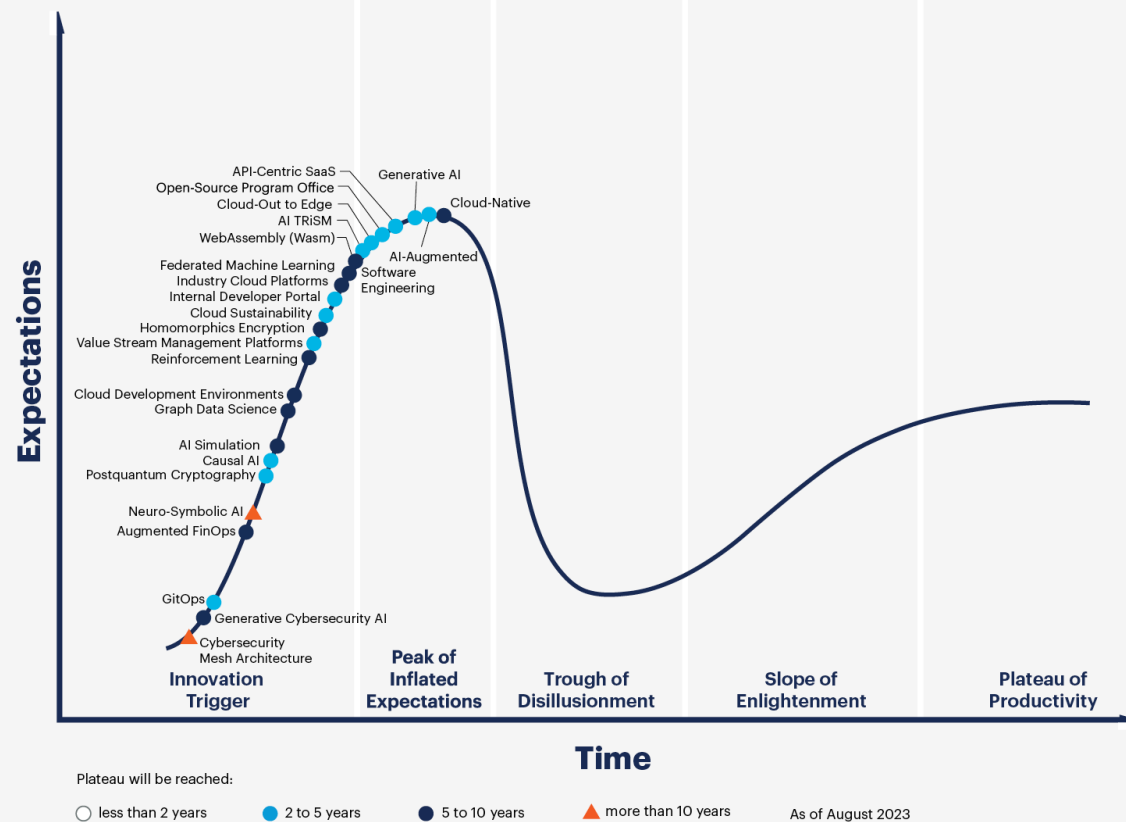 API-Centric SaaS
Generative AI
Open-Source Program Office
Cloud-Out to Edge
Cloud-Native
AI TRiSM
WebAssembly (Wasm)
AI-Augmented
Software
Engineering
Federated Machine Learning
Industry Cloud Platforms
Internal Developer Portal
Cloud Sustainability
Homomorphics Encryption
Value Stream Management Platforms
Reinforcement Learning
Cloud Development Environments
Graph Data Science
AI Simulation
Causal AI
Postquantum Cryptography
Neuro-Symbolic AI
Augmented FinOps
GitOps
Generative Cybersecurity AI
Cybersecurity
Mesh Architecture
Expectations
Innovation
Trigger
Peak of
Inflated
Expectations
Trough of
Disillusionment
Slope of
Enlightenment
Plateau of
Productivity
Time
Plateau will be reached:
less than 2 years
2 to 5 years
5 to 10 years
more than 10 years
As of August 2023